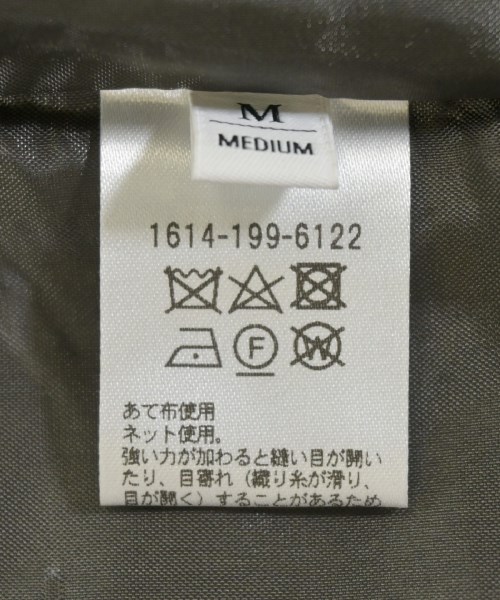 M
MEDIUM
1614-199-6122
F
W
あて布使用
ネット使用。
強い力が加わると縫い目が開い
たり、目寄れ（織り糸が滑り、
目が開く）することがあるため